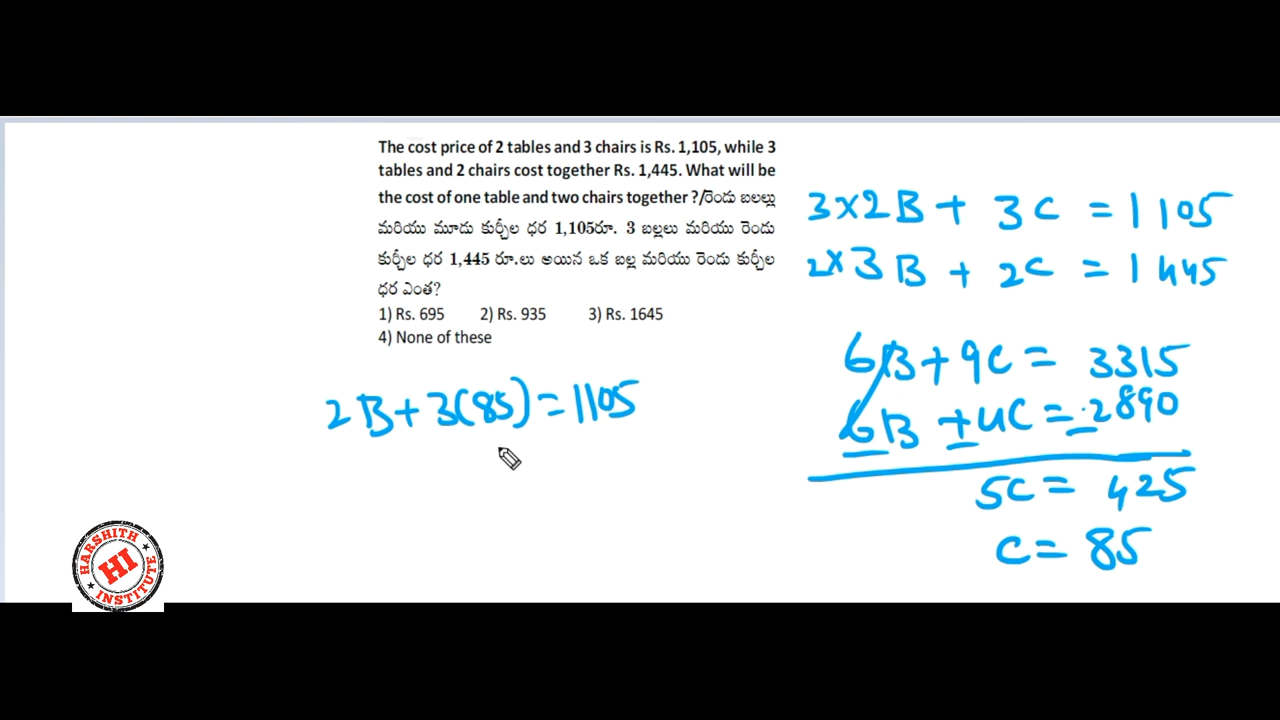 The cost price of 2 tables and 3 chairs is Rs. 1,105, while 3
tables and 2 chairs cost together Rs. 1,445. What will be
the cost of one table and two chairs together ?/రెండు బలల్లు
మరియు మూడు కుర్చీల ధర 1,105రూ. 3 బల్లలు మరియు రెండు
కుర్చీల ధర 1,445 రూ.లు అయిన ఒక బల్ల మరియు రెండు కుర్చీల
ధర ఎంత?
1) Rs. 695 2) Rs. 935 3) Rs. 1645
4) None of these
2B+3(85)=1105
3×2B + 3C = 1105
2×3B + 2C = 1445
6B+9C = 3315
6B +4C = 2890
5C = 425
C = 85
HARSHITH
HI
INSTITUTE